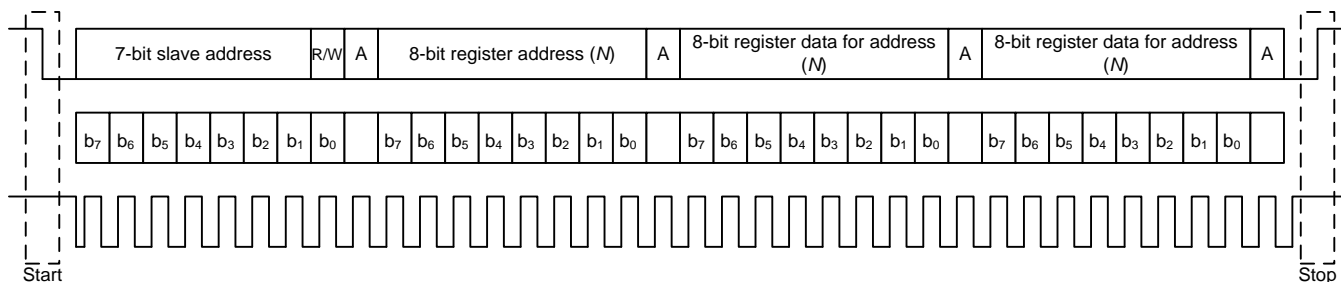 7-bit slave address R/W A 8-bit register address (N) A 8-bit register data for address (N) A 8-bit register data for address (N) A
b7 b6 b5 b4 b3 b2 b1 b0 b7 b6 b5 b4 b3 b2 b1 b0 b7 b6 b5 b4 b3 b2 b1 b0 b7 b6 b5 b4 b3 b2 b1 b0
Start Stop